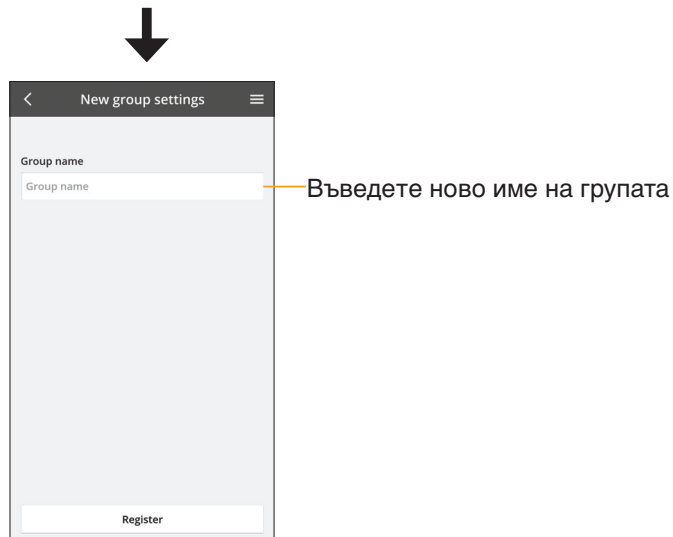 New group settings
Group name
Group name
Въведете ново име на групата
Register